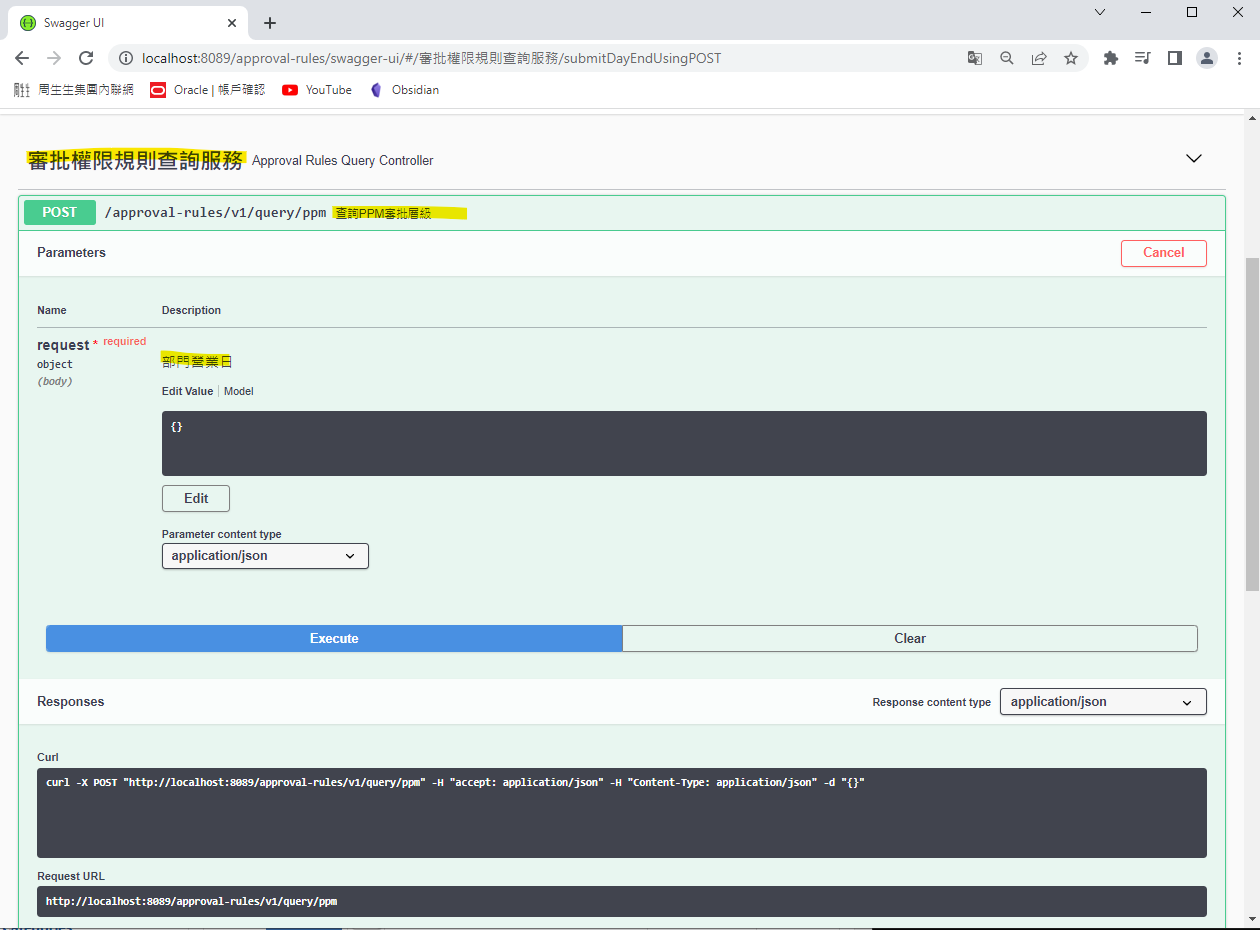 Swagger UI
localhost:8089/approval-rules/swagger-ui/#/審批權限規則查詢服務/submitDayEndUsingPOST
周生生集團內聯網 Oracle | 帳戶確認 YouTube Obsidian
審批權限規則查詢服務 Approval Rules Query Controller
POST /approval-rules/v1/query/ppm 查詢PPM審批層級
Parameters Cancel
Name Description
request * required
object
(body)
部門營業日
Edit Value Model
{}
Edit
Parameter content type
application/json
Execute Clear
Responses Response content type application/json
Curl
curl -X POST "http://localhost:8089/approval-rules/v1/query/ppm" -H "accept: application/json" -H "Content-Type: application/json" -d "{}"
Request URL
http://localhost:8089/approval-rules/v1/query/ppm